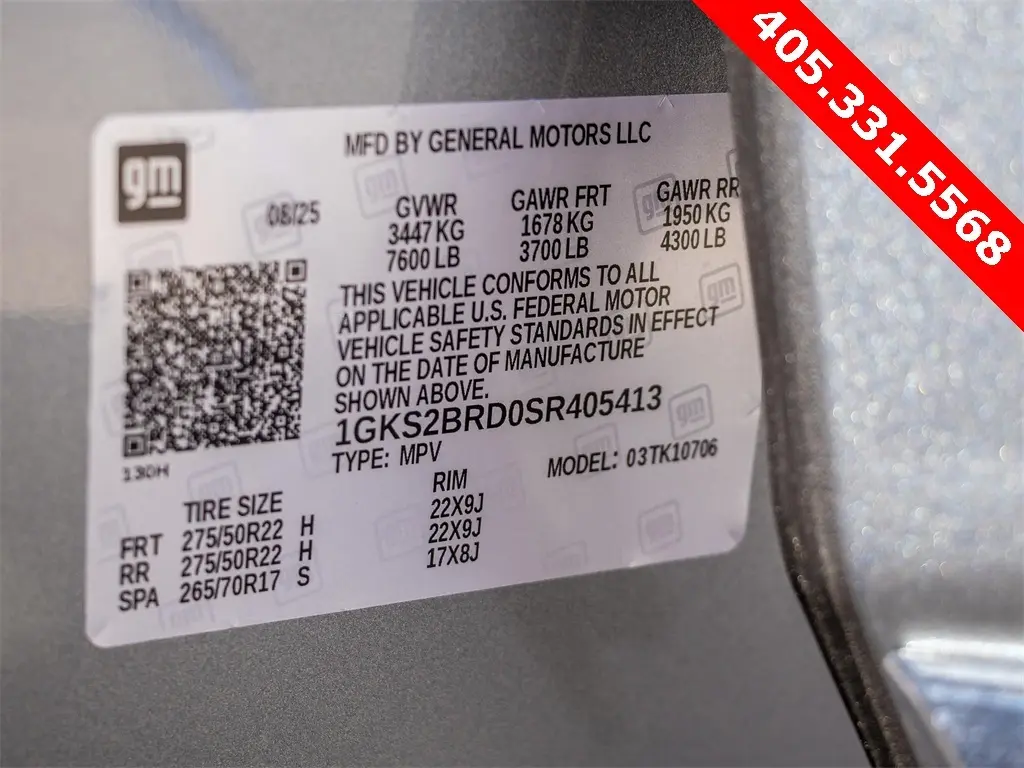 405.331.5568
gm
MFD BY GENERAL MOTORS LLC
08/25
GVWR GAWR FRT GAWR RR
3447 KG 1678 KG 1950 KG
7600 LB 3700 LB 4300 LB
THIS VEHICLE CONFORMS TO ALL
APPLICABLE U.S. FEDERAL MOTOR
VEHICLE SAFETY STANDARDS IN EFFECT
ON THE DATE OF MANUFACTURE
SHOWN ABOVE.
1GKS2BRD0SR405413
TYPE: MPV MODEL: 03TK10706
130H
TIRE SIZE RIM
FRT 275/50R22 H 22X9J
RR 275/50R22 H 22X9J
SPA 265/70R17 S 17X8J